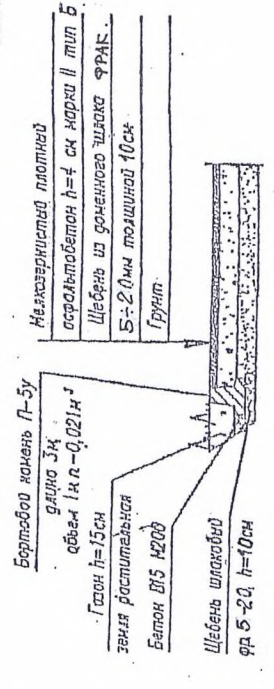 Мелкозернистый плотный
асфальтобетон h=4 см марки II тип Б
Щебень из доменного шлака ФРАК.
5÷20мм толщиной 10см
Грунт
Бортовой камень П-5у
длина 3м,
объем 1м п-0,021м³
Газон h=15см
земля растительная
Бетон В15 М200
Щебень шлаковый
фр 5-20, h=10см